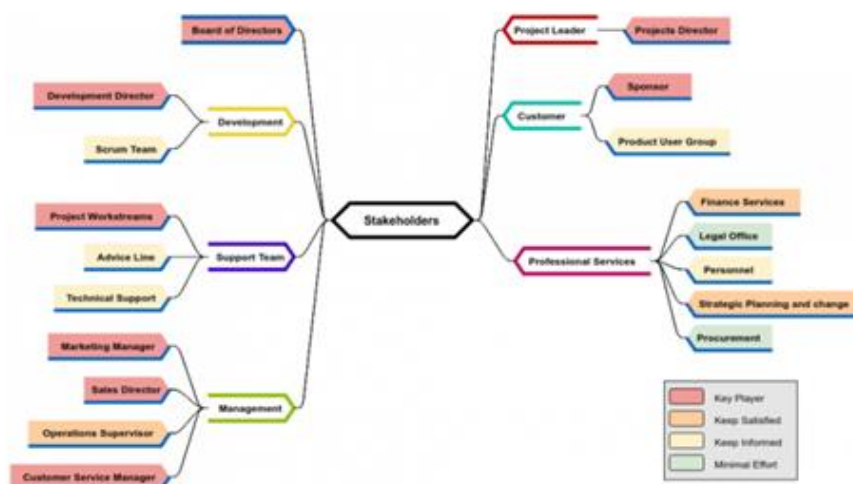 Board of Directors
Development Director
Scrum Team
Development
Project Workstreams
Advice Line
Technical Support
Support Team
Marketing Manager
Sales Director
Operations Supervisor
Customer Service Manager
Management
Stakeholders
Project Leader
Projects Director
Customer
Sponsor
Product User Group
Professional Services
Finance Services
Legal Office
Personnel
Strategic Planning and change
Procurement
Key Player
Keep Satisfied
Keep Informed
Minimal Effort